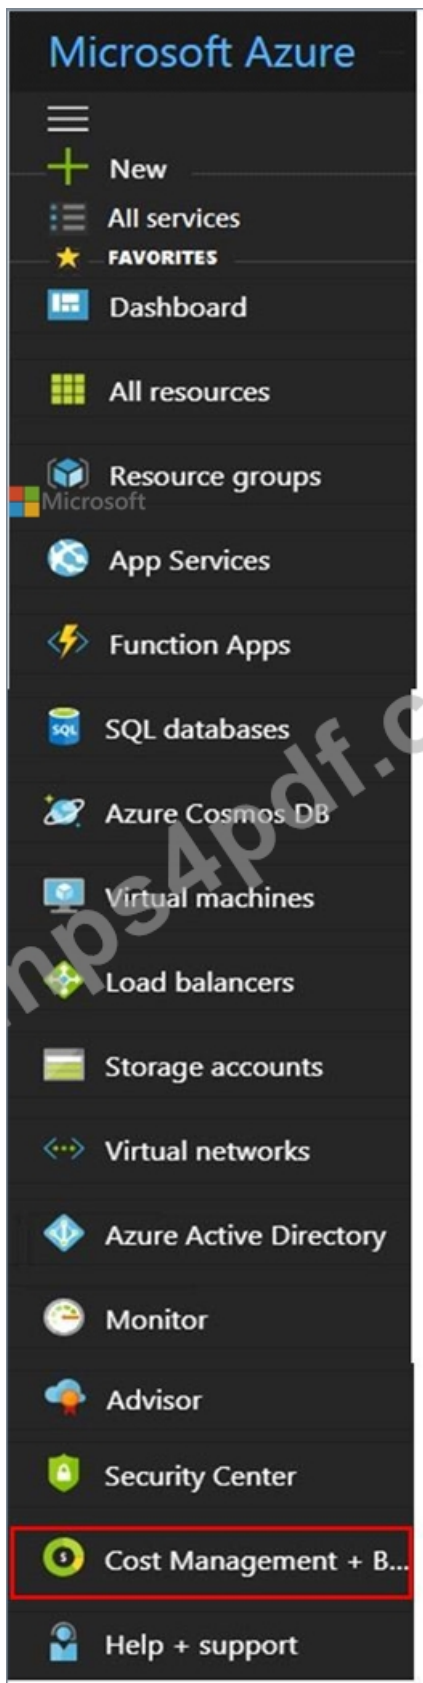 Microsoft Azure
New
All services
FAVORITES
Dashboard
All resources
Resource groups
Microsoft
App Services
Function Apps
SQL databases
Azure Cosmos DB
Virtual machines
Load balancers
Storage accounts
Virtual networks
Azure Active Directory
Monitor
Advisor
Security Center
Cost Management + B...
Help + support